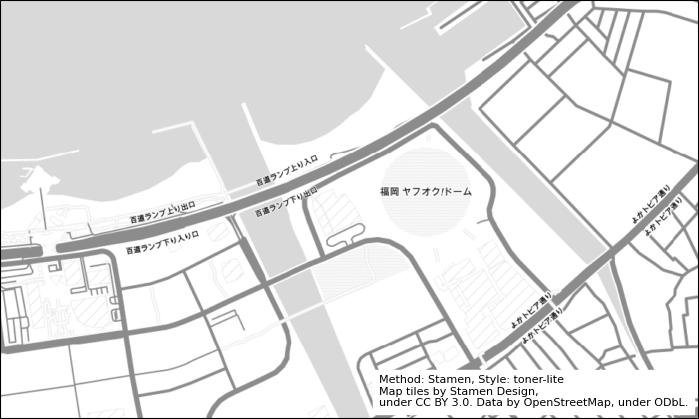 百道ランプ上り入口
百道ランプ上り出口
百道ランプ下り出口
百道ランプ下り入り口
福岡 ヤフオク!ドーム
よかトピア通り
よかトピア通り
よかトピア通り
よかトピア通り
Method: Stamen, Style: toner-lite
Map tiles by Stamen Design,
under CC BY 3.0. Data by OpenStreetMap, under ODbL.